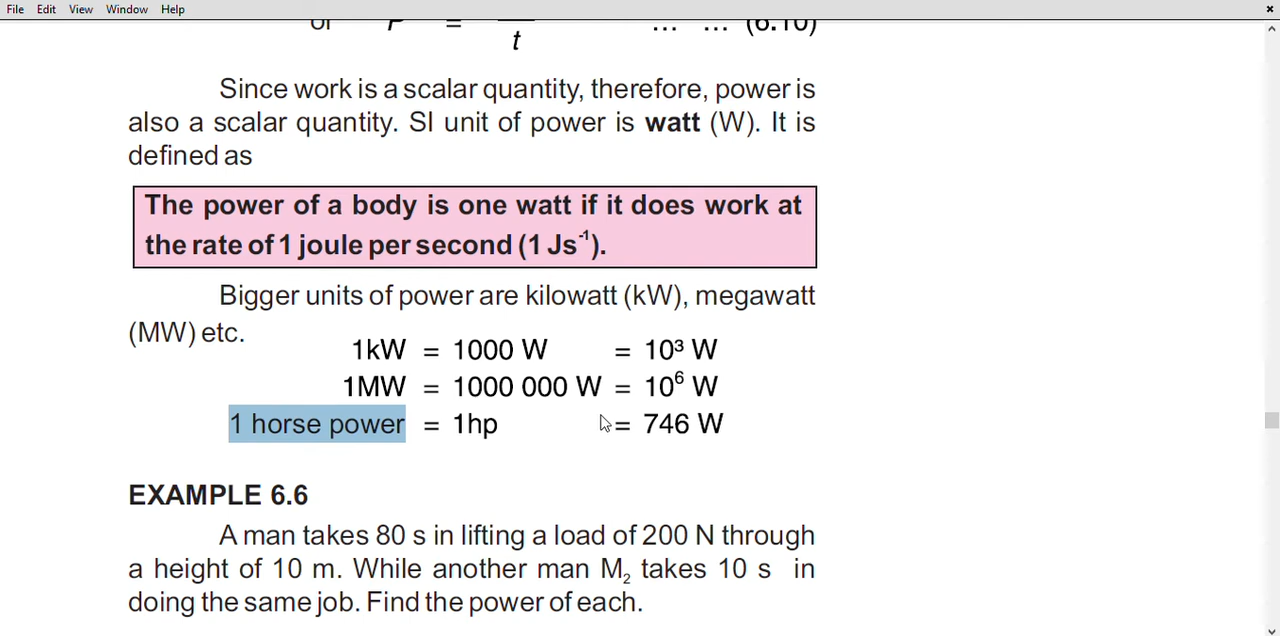 File Edit View Window Help
or P = t ... ... (6.10)
Since work is a scalar quantity, therefore, power is
also a scalar quantity. SI unit of power is watt (W). It is
defined as
The power of a body is one watt if it does work at
the rate of 1 joule per second (1 Js⁻¹).
Bigger units of power are kilowatt (kW), megawatt
(MW) etc.
1kW = 1000 W = 10³ W
1MW = 1000 000 W = 10⁶ W
1 horse power = 1hp = 746 W
EXAMPLE 6.6
A man takes 80 s in lifting a load of 200 N through
a height of 10 m. While another man M₂ takes 10 s in
doing the same job. Find the power of each.